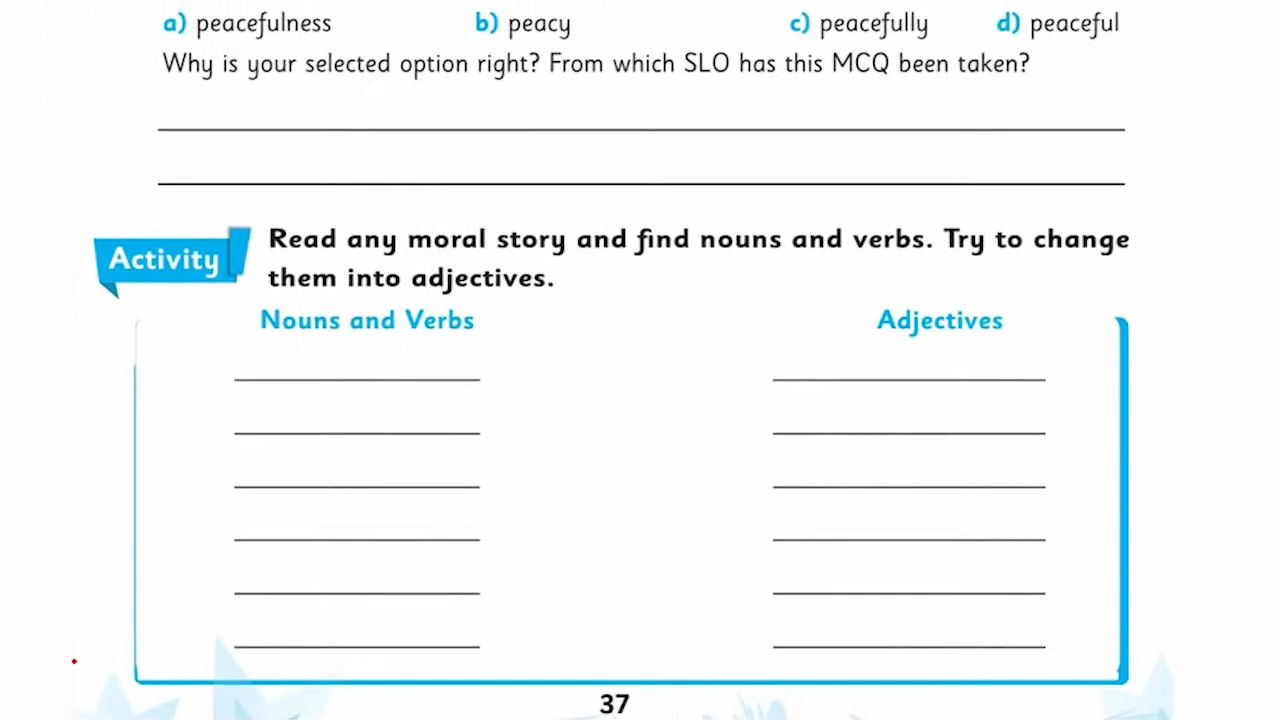 a) peacefulness b) peacy c) peacefully d) peaceful
Why is your selected option right? From which SLO has this MCQ been taken?
Activity
Read any moral story and find nouns and verbs. Try to change
them into adjectives.
Nouns and Verbs Adjectives
37